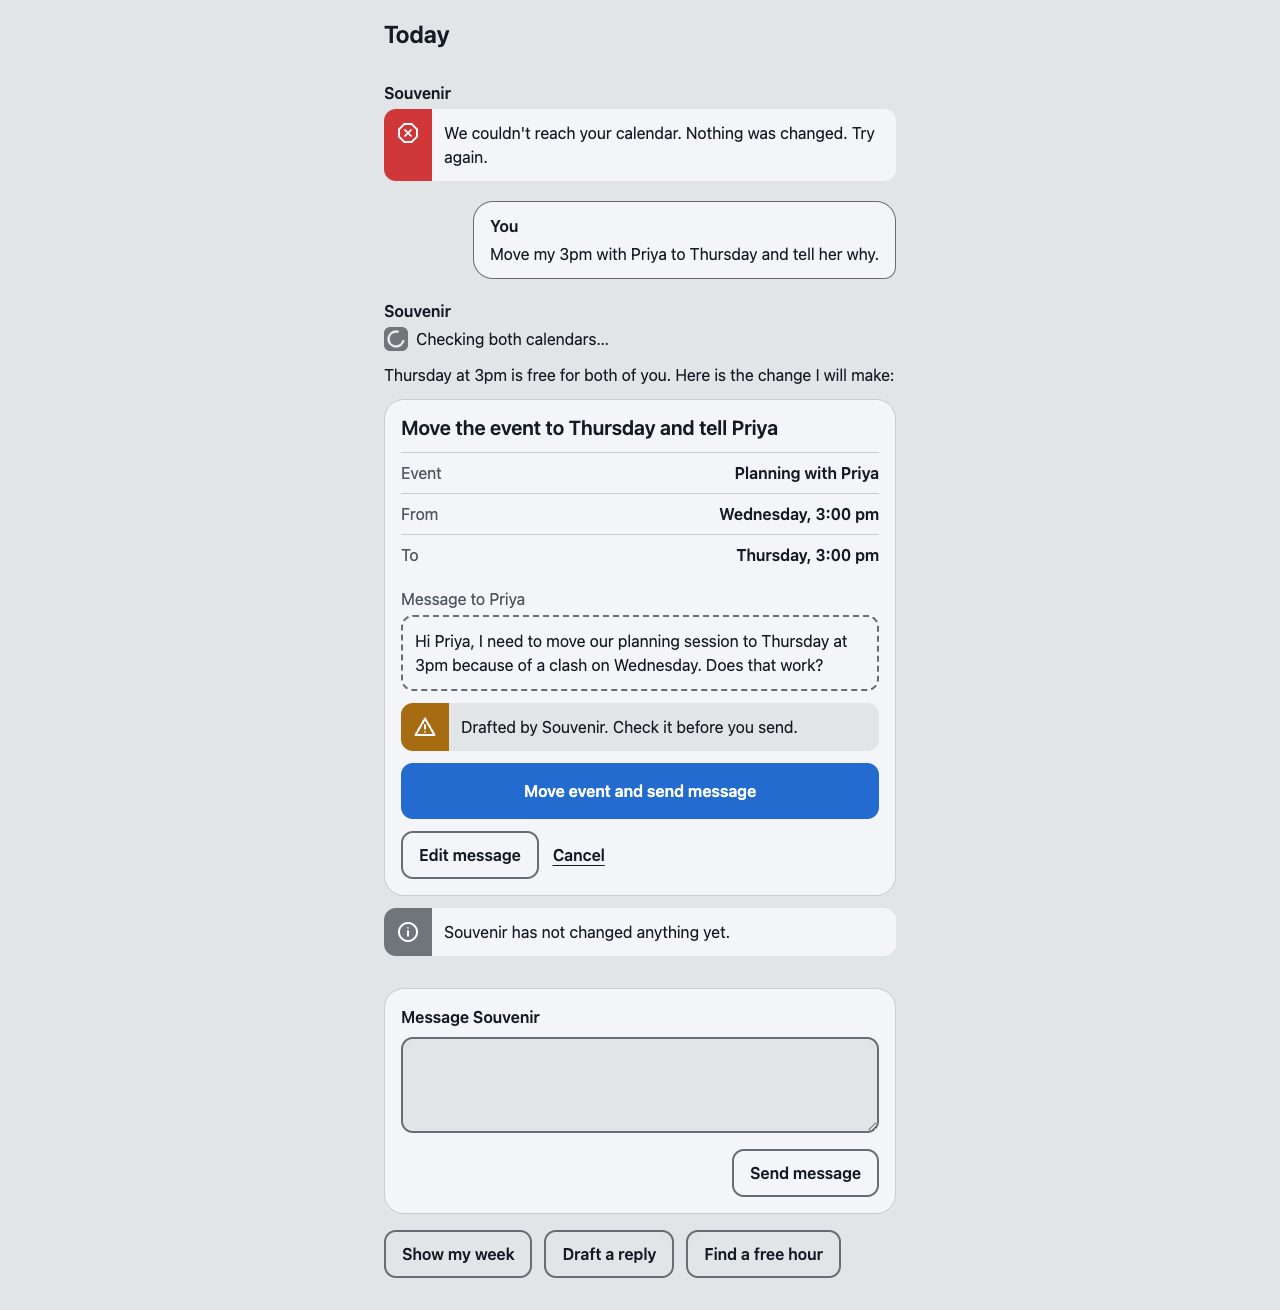 Today
Souvenir
We couldn't reach your calendar. Nothing was changed. Try
again.
You
Move my 3pm with Priya to Thursday and tell her why.
Souvenir
Checking both calendars…
Thursday at 3pm is free for both of you. Here is the change I will make:
Move the event to Thursday and tell Priya
Event Planning with Priya
From Wednesday, 3:00 pm
To Thursday, 3:00 pm
Message to Priya
Hi Priya, I need to move our planning session to Thursday at
3pm because of a clash on Wednesday. Does that work?
Drafted by Souvenir. Check it before you send.
Move event and send message
Edit message Cancel
Souvenir has not changed anything yet.
Message Souvenir
Send message
Show my week Draft a reply Find a free hour